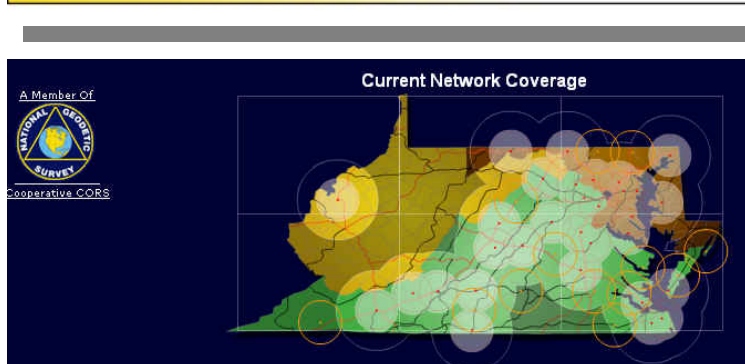 Current Network Coverage
A Member Of
NATIONAL GEODETIC SURVEY
Cooperative CORS